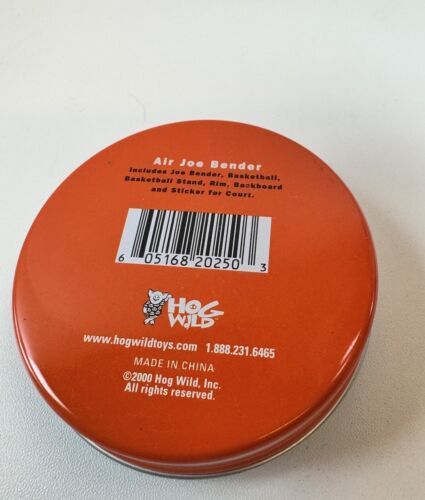 Air Joe Bender
Includes Joe Bender, Basketball,
Basketball Stand, Rim, Backboard
and Sticker for Court.
6 05168 20250 3
HOG
WILD
www.hogwildtoys.com 1.888.231.6465
MADE IN CHINA
©2000 Hog Wild, Inc.
All rights reserved.